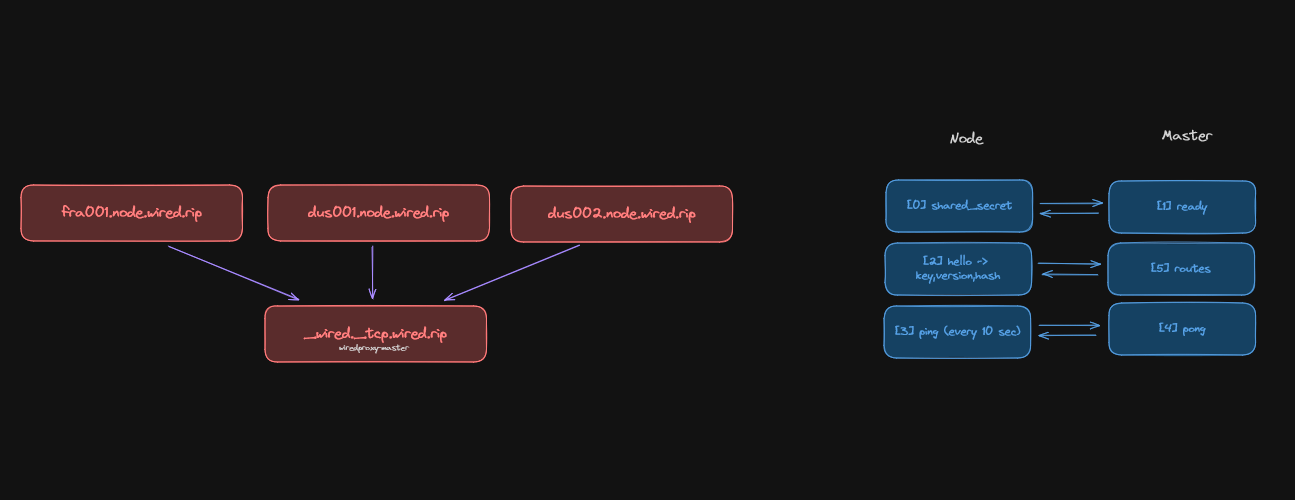 fra001.node.wired.rip
dus001.node.wired.rip
dus002.node.wired.rip
_wired._tcp.wired.rip
wiredproxy-master
Node
Master
[0] shared_secret
[1] ready
[2] hello ->
key,version,hash
[5] routes
[3] ping (every 10 sec)
[4] pong